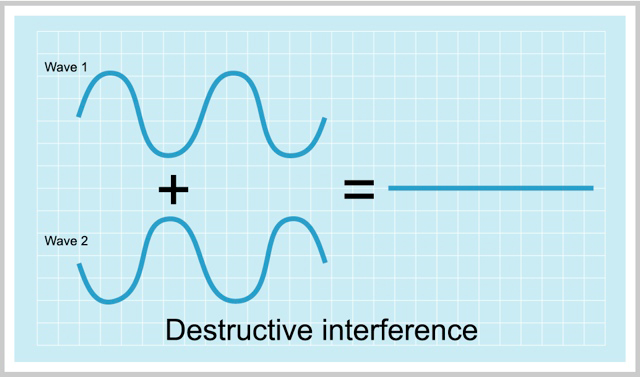 Wave 1
+
=
Wave 2
Destructive interference